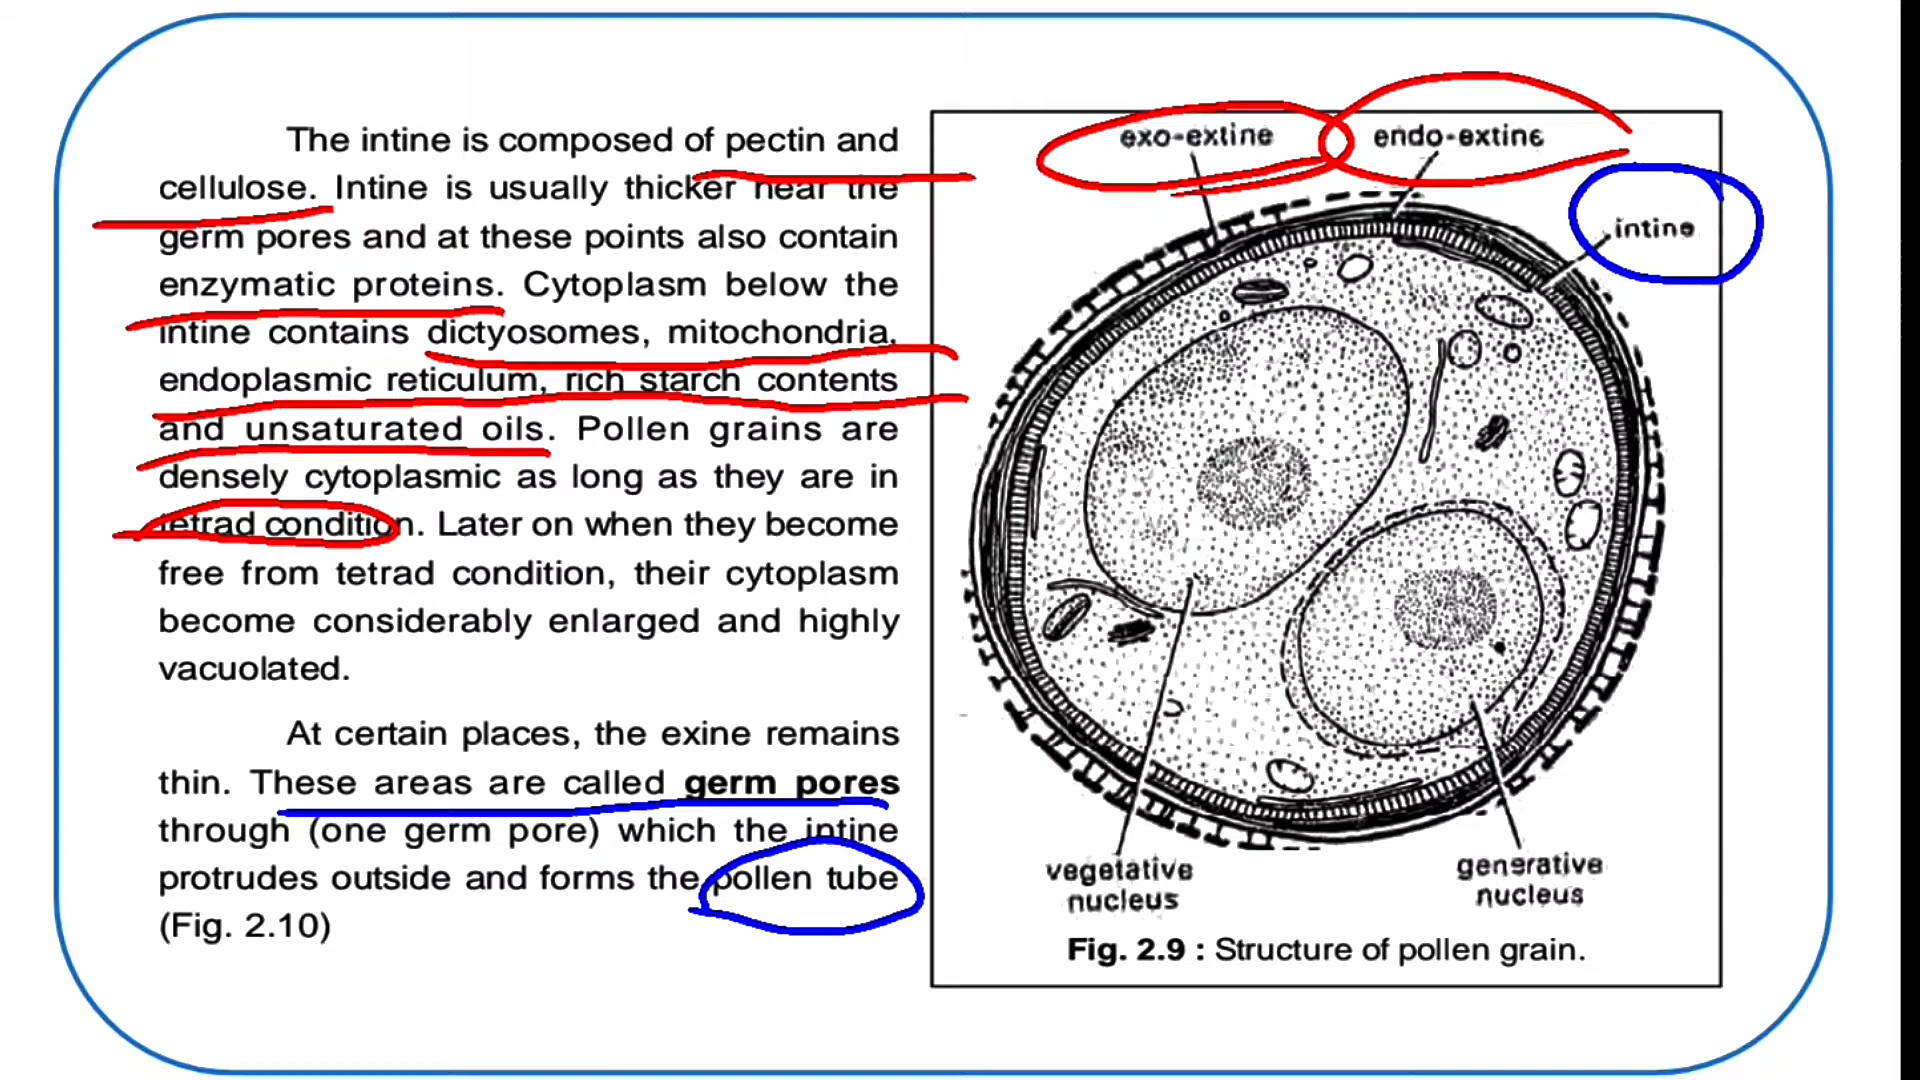 The intine is composed of pectin and
cellulose. Intine is usually thicker near the
germ pores and at these points also contain
enzymatic proteins. Cytoplasm below the
intine contains dictyosomes, mitochondria,
endoplasmic reticulum, rich starch contents
and unsaturated oils. Pollen grains are
densely cytoplasmic as long as they are in
tetrad condition. Later on when they become
free from tetrad condition, their cytoplasm
become considerably enlarged and highly
vacuolated.
At certain places, the exine remains
thin. These areas are called germ pores
through (one germ pore) which the intine
protrudes outside and forms the pollen tube
(Fig. 2.10)
exo-extine
endo-extine
intine
vegetative
nucleus
generative
nucleus
Fig. 2.9 : Structure of pollen grain.